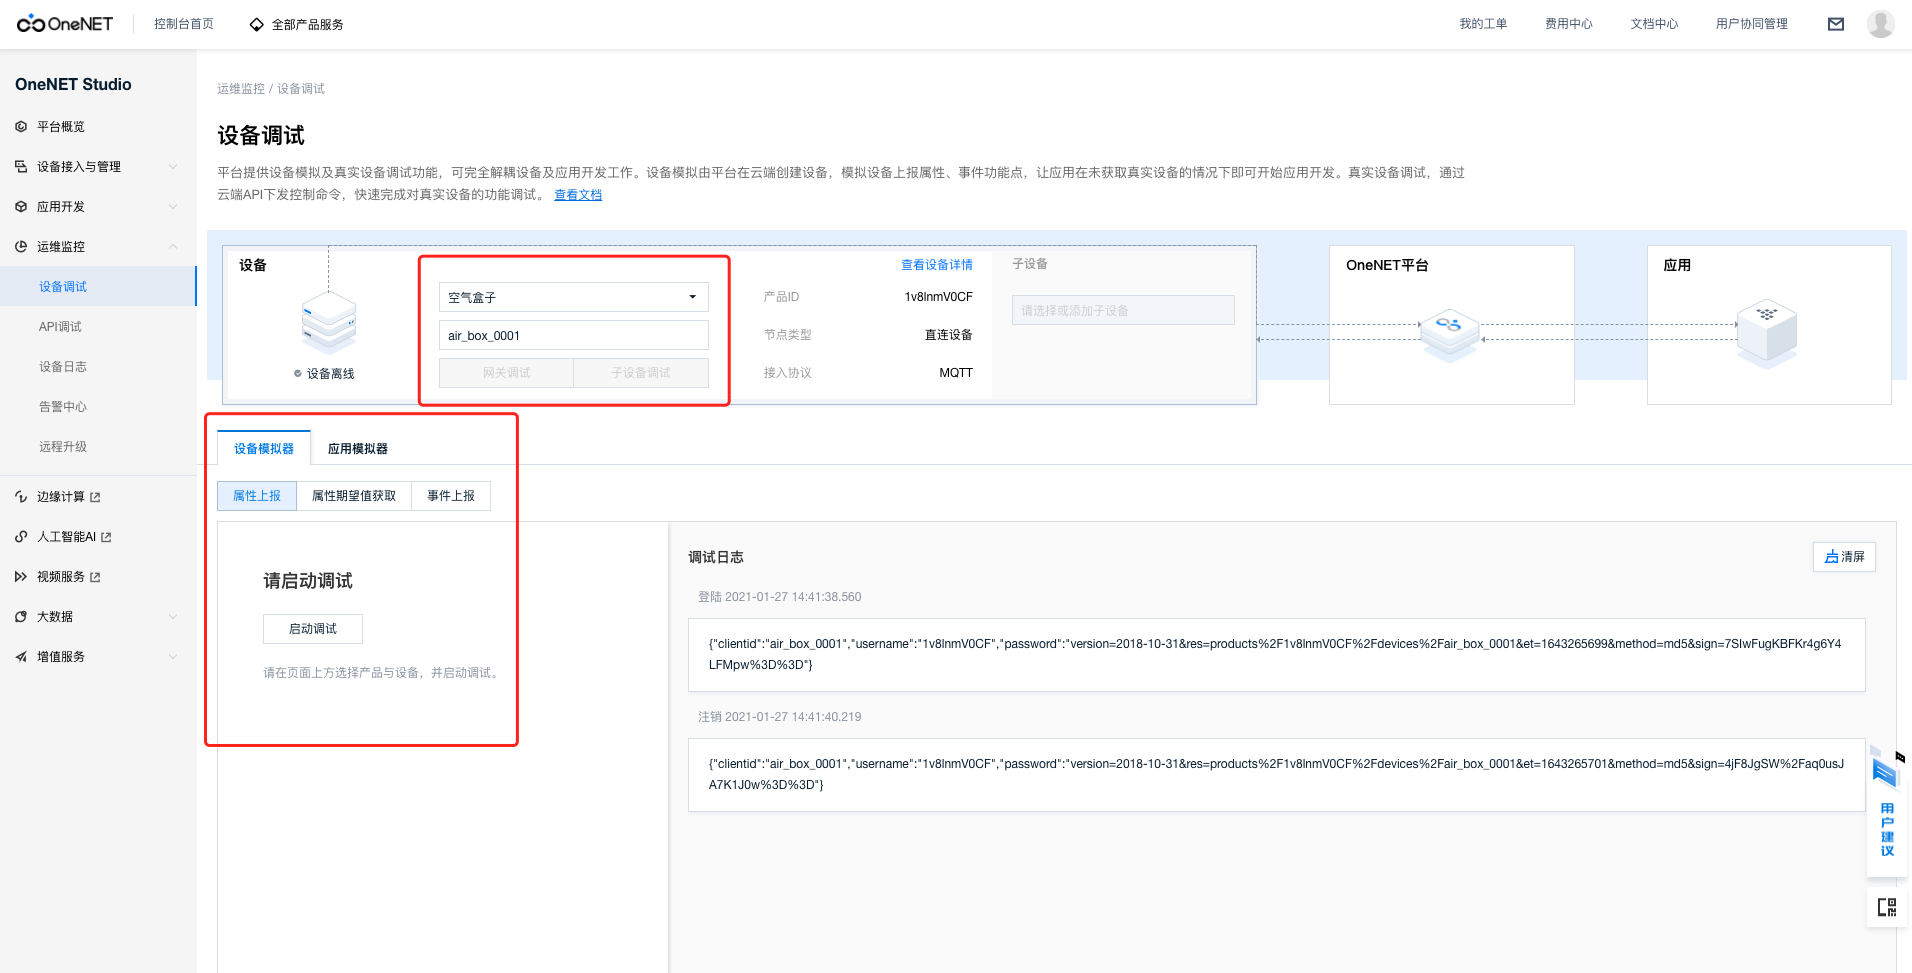 OneNET
控制台首页
全部产品服务
我的工单
费用中心
文档中心
用户协同管理
OneNET Studio
平台概览
设备接入与管理
应用开发
运维监控
设备调试
API调试
设备日志
告警中心
远程升级
边缘计算
人工智能AI
视频服务
大数据
增值服务
运维监控 / 设备调试
设备调试
平台提供设备模拟及真实设备调试功能，可完全解耦设备及应用开发工作。设备模拟由平台在云端创建设备，模拟设备上报属性、事件功能点，让应用在未获取真实设备的情况下即可开始应用开发。真实设备调试，通过
云端API下发控制命令，快速完成对真实设备的功能调试。 查看文档
设备
设备离线
空气盒子
air_box_0001
网关调试
子设备调试
查看设备详情
产品ID
1v8lnmV0CF
节点类型
直连设备
接入协议
MQTT
子设备
请选择或添加子设备
OneNET平台
应用
设备模拟器
应用模拟器
属性上报
属性期望值获取
事件上报
请启动调试
启动调试
请在页面上方选择产品与设备，并启动调试。
调试日志
清屏
登陆 2021-01-27 14:41:38.560
{"clientid":"air_box_0001","username":"1v8lnmV0CF","password":"version=2018-10-31&res=products%2F1v8lnmV0CF%2Fdevices%2Fair_box_0001&et=1643265699&method=md5&sign=7SIwFugKBFKr4g6Y4
LFMpw%3D%3D"}
注销 2021-01-27 14:41:40.219
{"clientid":"air_box_0001","username":"1v8lnmV0CF","password":"version=2018-10-31&res=products%2F1v8lnmV0CF%2Fdevices%2Fair_box_0001&et=1643265701&method=md5&sign=4jF8JgSW%2Faq0usJ
A7K1J0w%3D%3D"}
用户建议